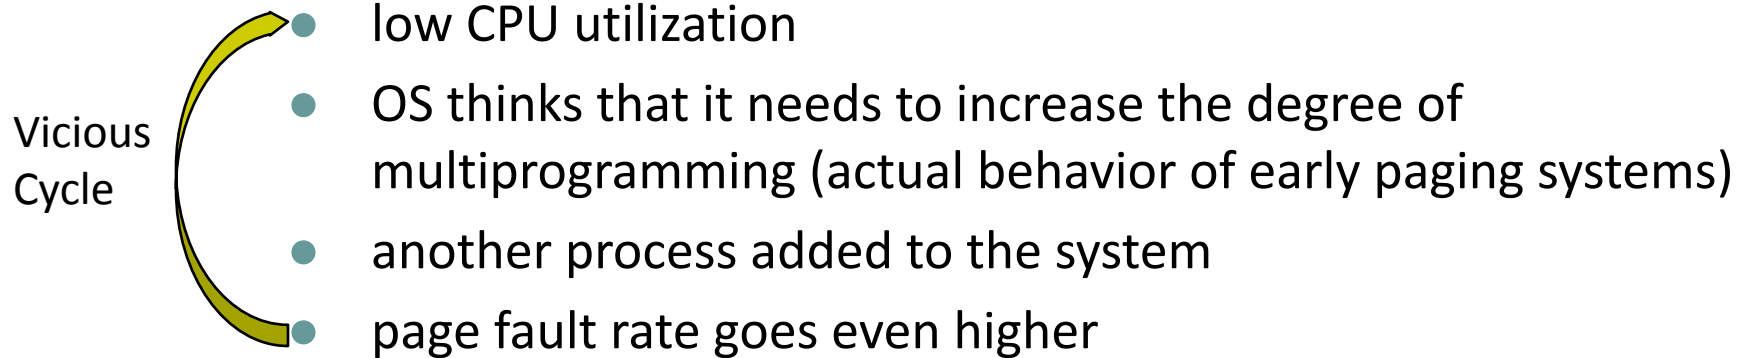 Vicious
Cycle
low CPU utilization
OS thinks that it needs to increase the degree of
multiprogramming (actual behavior of early paging systems)
another process added to the system
page fault rate goes even higher